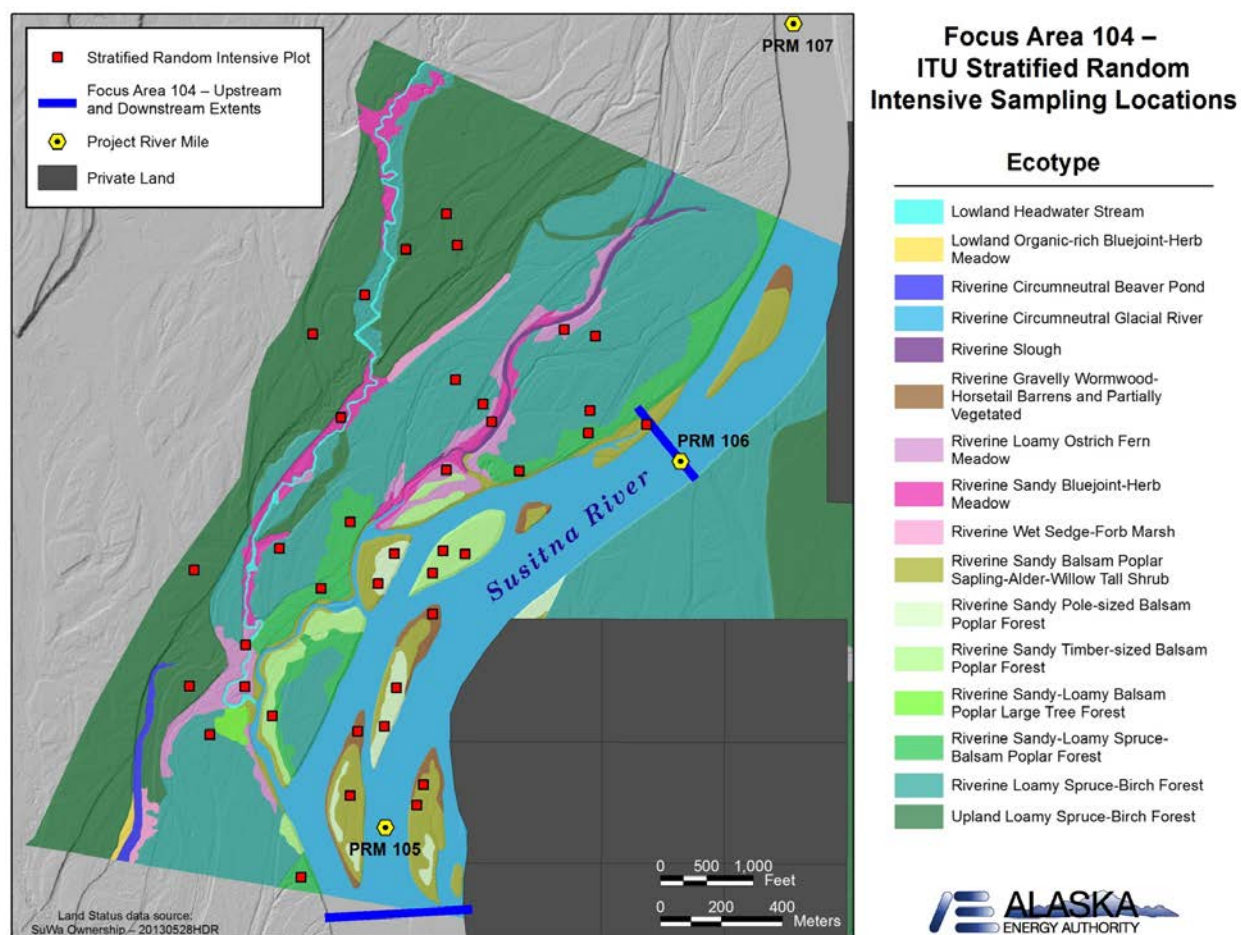 Stratified Random Intensive Plot
Focus Area 104 – Upstream
and Downstream Extents
Project River Mile
Private Land
PRM 107
PRM 106
Susitna River
PRM 105
0 500 1,000
Feet
0 200 400
Meters
Land Status data source:
SuWa Ownership – 20130528HDR
Focus Area 104 –
ITU Stratified Random
Intensive Sampling Locations
Ecotype
Lowland Headwater Stream
Lowland Organic-rich Bluejoint-Herb
Meadow
Riverine Circumneutral Beaver Pond
Riverine Circumneutral Glacial River
Riverine Slough
Riverine Gravelly Wormwood-
Horsetail Barrens and Partially
Vegetated
Riverine Loamy Ostrich Fern
Meadow
Riverine Sandy Bluejoint-Herb
Meadow
Riverine Wet Sedge-Forb Marsh
Riverine Sandy Balsam Poplar
Sapling-Alder-Willow Tall Shrub
Riverine Sandy Pole-sized Balsam
Poplar Forest
Riverine Sandy Timber-sized Balsam
Poplar Forest
Riverine Sandy-Loamy Balsam
Poplar Large Tree Forest
Riverine Sandy-Loamy Spruce-
Balsam Poplar Forest
Riverine Loamy Spruce-Birch Forest
Upland Loamy Spruce-Birch Forest
ALASKA
ENERGY AUTHORITY